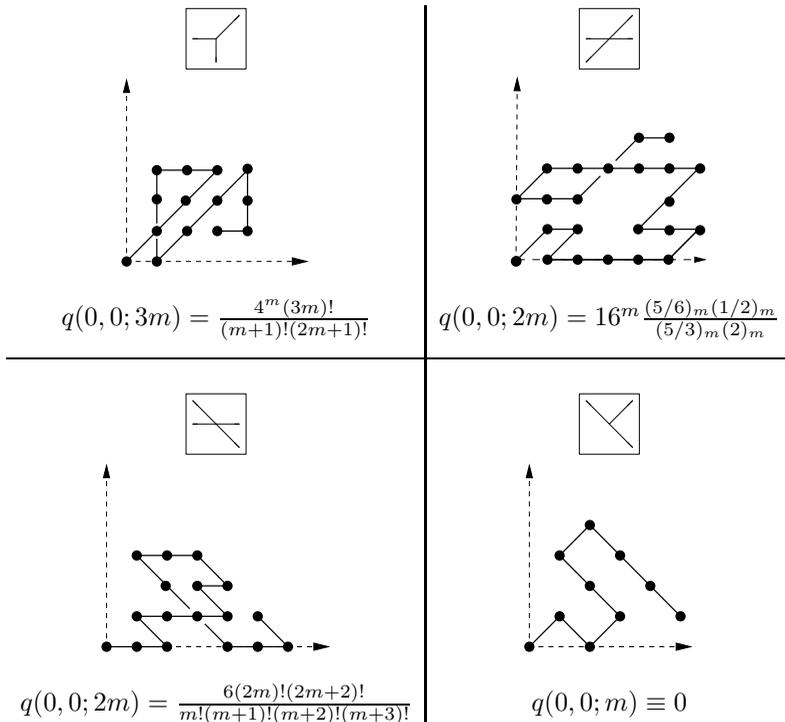 q(0, 0; 3m) = \frac{4^m(3m)!}{(m+1)!(2m+1)!}
q(0, 0; 2m) = 16^m \frac{(5/6)_m(1/2)_m}{(5/3)_m(2)_m}
q(0, 0; 2m) = \frac{6(2m)!(2m+2)!}{m!(m+1)!(m+2)!(m+3)!}
q(0, 0; m) ≡ 0